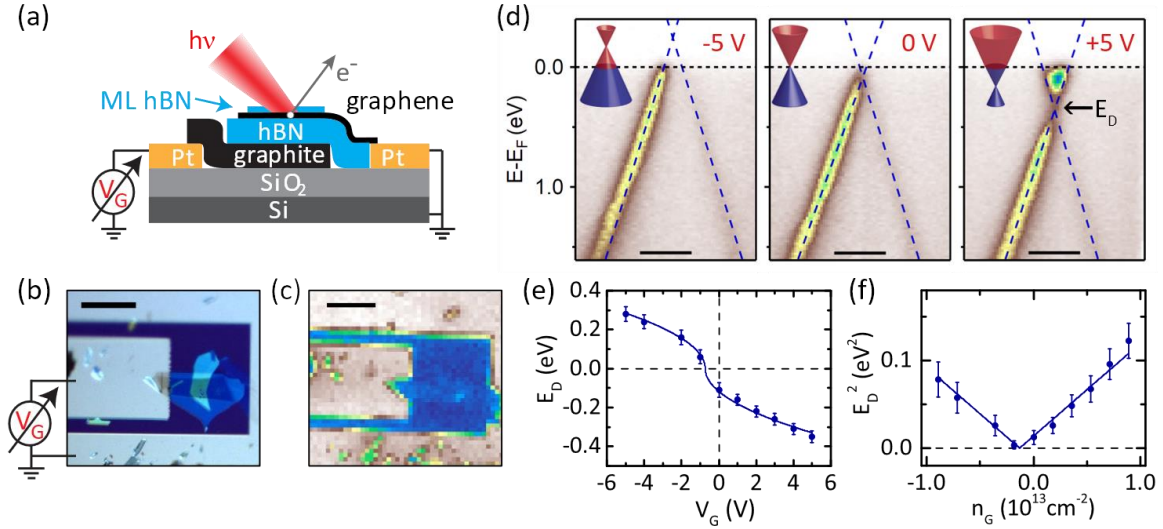 (a)
hν
e⁻
ML hBN
graphene
hBN
Pt
graphite
Pt
V_G
SiO₂
Si
(b)
V_G
(c)
(d)
-5 V
0 V
+5 V
0.0
1.0
E-E_F (eV)
E_D
(e)
0.4
0.2
0.0
-0.2
-0.4
E_D (eV)
-6 -4 -2 0 2 4 6
V_G (V)
(f)
0.1
0.0
E_D² (eV²)
-1.0 0.0 1.0
n_G (10¹³cm⁻²)